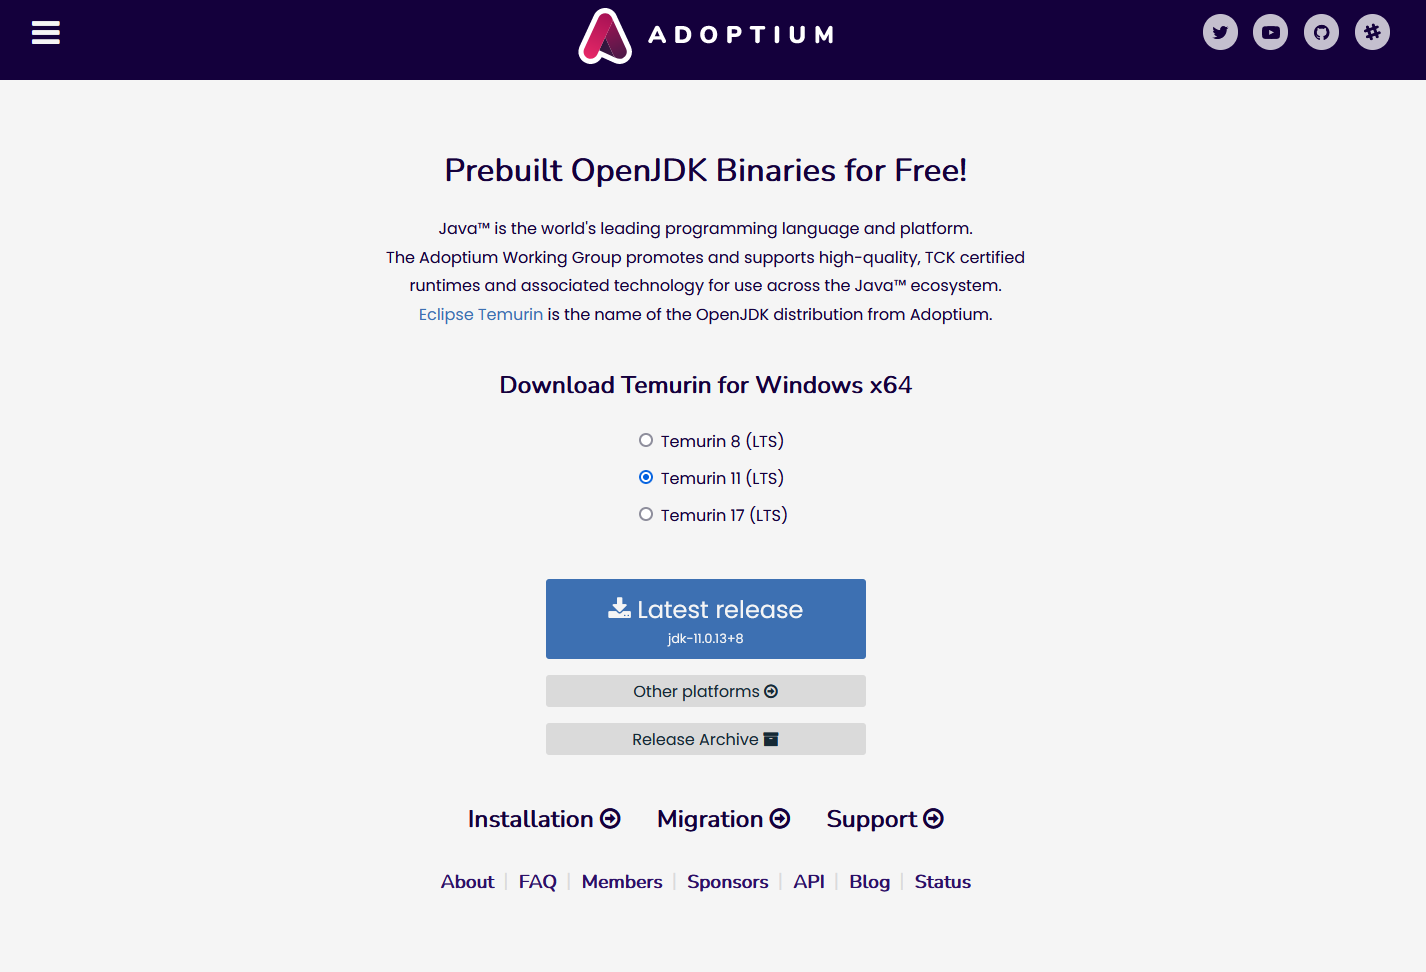 ADOPTIUM
Prebuilt OpenJDK Binaries for Free!
Java™ is the world's leading programming language and platform.
The Adoptium Working Group promotes and supports high-quality, TCK certified
runtimes and associated technology for use across the Java™ ecosystem.
Eclipse Temurin is the name of the OpenJDK distribution from Adoptium.
Download Temurin for Windows x64
Temurin 8 (LTS)
Temurin 11 (LTS)
Temurin 17 (LTS)
Latest release
jdk-11.0.13+8
Other platforms
Release Archive
Installation Migration Support
About | FAQ | Members | Sponsors | API | Blog | Status